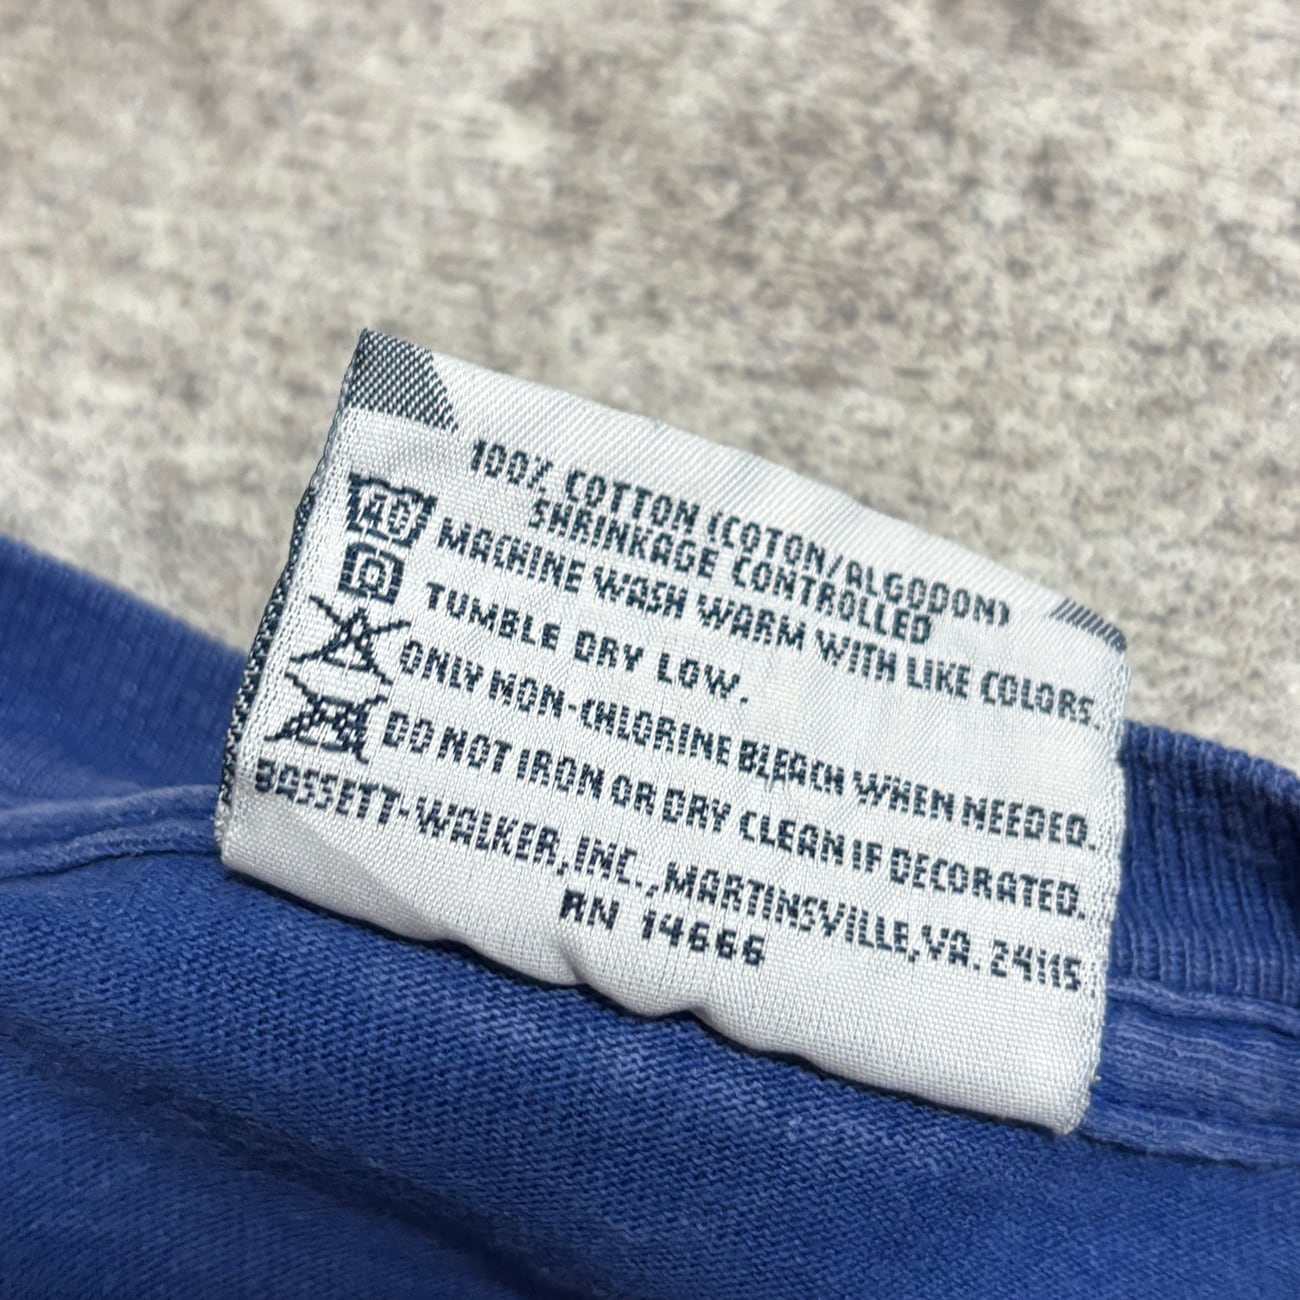 100% COTTON (COTON/ALGODON)
SHRINKAGE CONTROLLED
40 MACHINE WASH WARM WITH LIKE COLORS.
TUMBLE DRY LOW.
ONLY NON-CHLORINE BLEACH WHEN NEEDED.
DO NOT IRON OR DRY CLEAN IF DECORATED.
BASSETT-WALKER, INC., MARTINSVILLE, VA. 24115
RN 14666